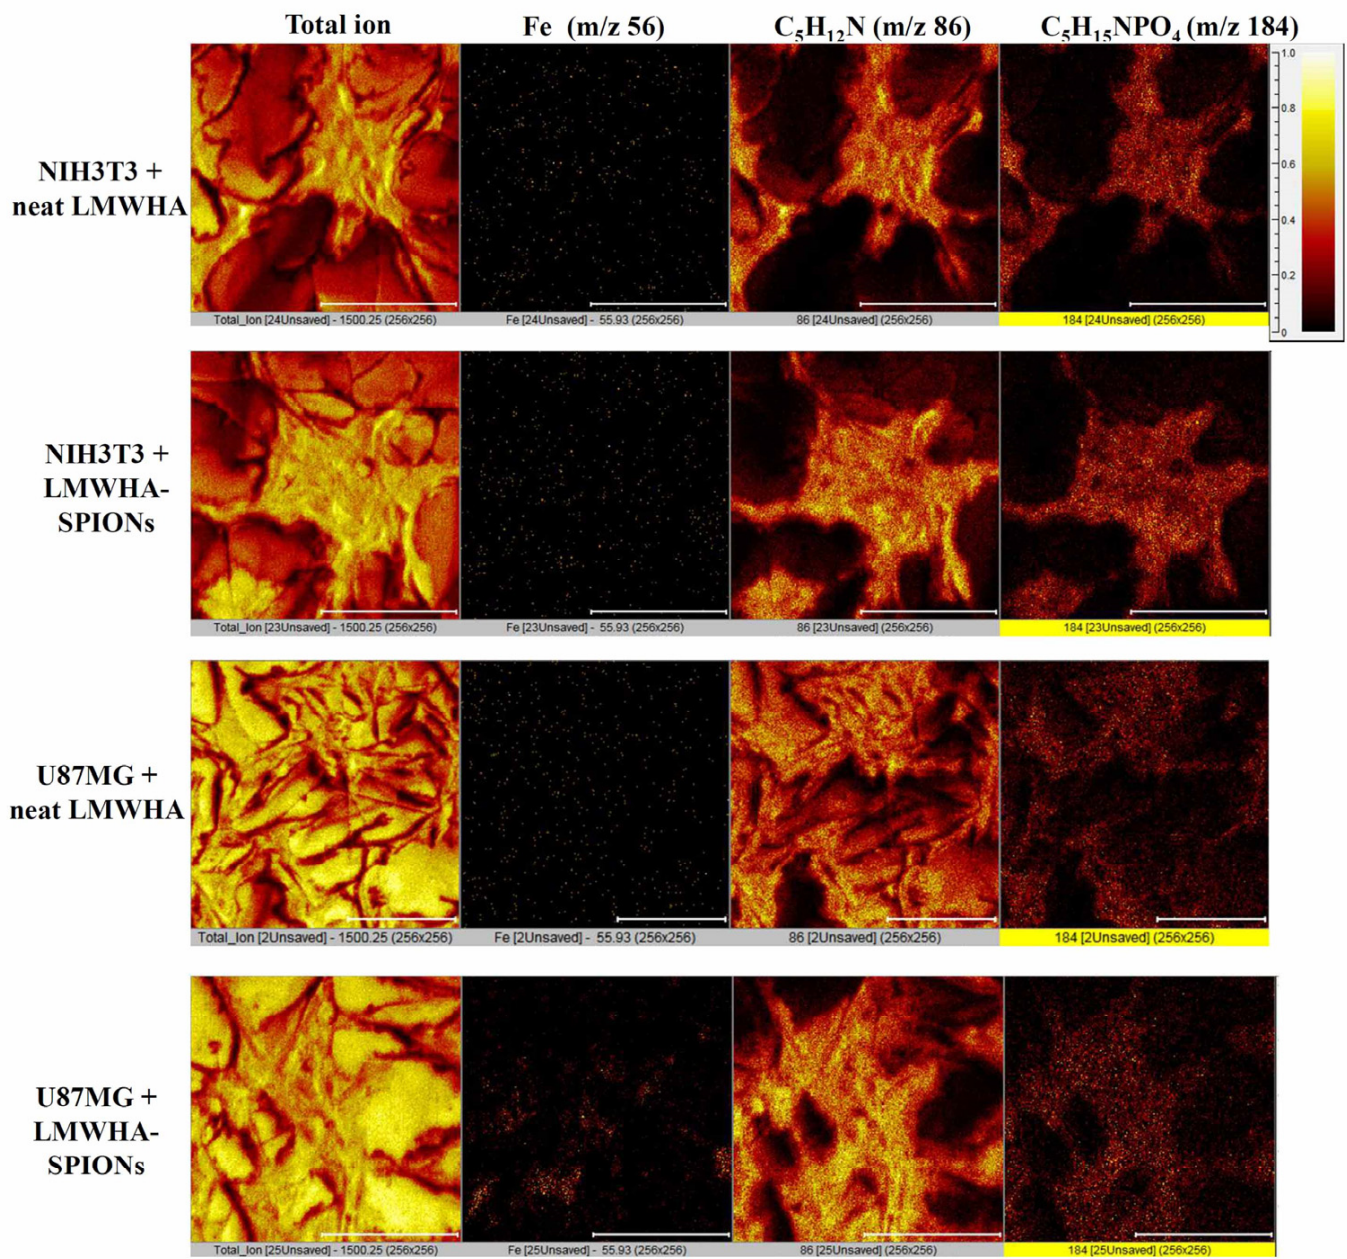 Total ion
Fe (m/z 56)
C₅H₁₂N (m/z 86)
C₅H₁₅NPO₄ (m/z 184)
1.0
0.8
0.6
0.4
0.2
0
NIH3T3 +
neat LMWHA
Total_Ion [24Unsaved] - 1500.25 (256x256)
Fe [24Unsaved] - 55.93 (256x256)
86 [24Unsaved] (256x256)
184 [24Unsaved] (256x256)
NIH3T3 +
LMWHA-
SPIONs
Total_Ion [23Unsaved] - 1500.25 (256x256)
Fe [23Unsaved] - 55.93 (256x256)
86 [23Unsaved] (256x256)
184 [23Unsaved] (256x256)
U87MG +
neat LMWHA
Total_Ion [2Unsaved] - 1500.25 (256x256)
Fe [2Unsaved] - 55.93 (256x256)
86 [2Unsaved] (256x256)
184 [2Unsaved] (256x256)
U87MG +
LMWHA-
SPIONs
Total_Ion [25Unsaved] - 1500.25 (256x256)
Fe [25Unsaved] - 55.93 (256x256)
86 [25Unsaved] (256x256)
184 [25Unsaved] (256x256)